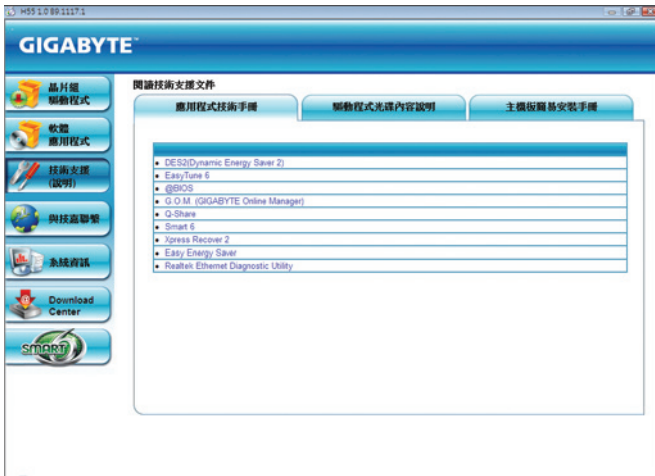 H55 1.0 B9.1117.1
GIGABYTE™
晶片組
驅動程式
軟體
應用程式
技術支援
(說明)
與技嘉聯繫
系統資訊
Download
Center
SMART
閱讀技術支援文件
應用程式技術手冊
驅動程式光碟內容說明
主機板簡易安裝手冊
• DES2(Dynamic Energy Saver 2)
• EasyTune 6
• @BIOS
• G.O.M. (GIGABYTE Online Manager)
• Q-Share
• Smart 6
• Xpress Recover 2
• Easy Energy Saver
• Realtek Ethernet Diagnostic Utility